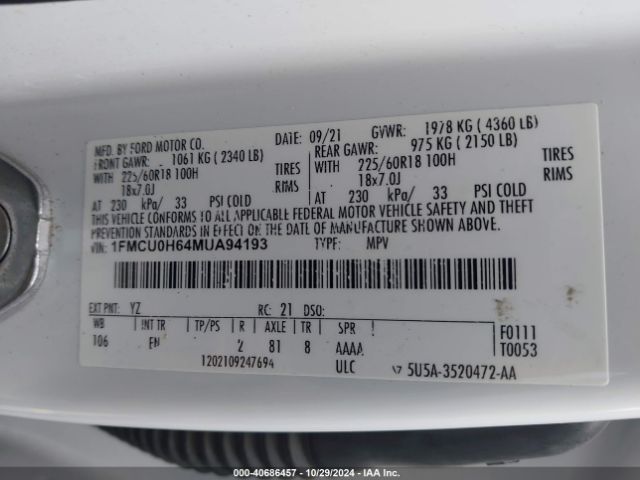 MFD. BY FORD MOTOR CO. DATE: 09/21 GVWR: 1978 KG ( 4360 LB)
FRONT GAWR: 1061 KG ( 2340 LB) REAR GAWR: 975 KG ( 2150 LB)
WITH 225/60R18 100H TIRES WITH 225/60R18 100H TIRES
18x7.0J RIMS 18x7.0J RIMS
AT 230 kPa/ 33 PSI COLD AT 230 kPa/ 33 PSI COLD
THIS VEHICLE CONFORMS TO ALL APPLICABLE FEDERAL MOTOR VEHICLE SAFETY AND THEFT
PREVENTION STANDARDS IN EFFECT ON THE DATE OF MANUFACTURE SHOWN ABOVE.
VIN: 1FMCU0H64MUA94193 TYPE: MPV
EXT PNT: YZ RC: 21 DSO:
WB INT TR TP/PS R AXLE TR SPR
106 EN 2 81 8 AAAA
F0111
T0053
1202109247694 ULC 5U5A-3520472-AA
000-40686457 - 10/29/2024 - IAA Inc.